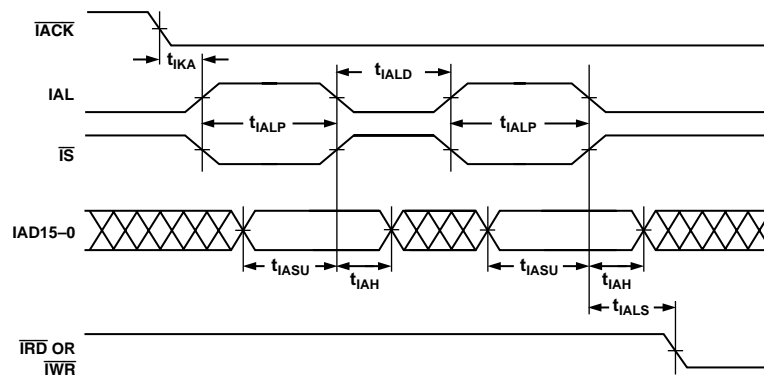 IACK
tIKA
IAL
tIALD
tIALP
tIALP
IS
IAD15–0
tIASU
tIAH
tIASU
tIAH
tIALS
IRD OR
IWR